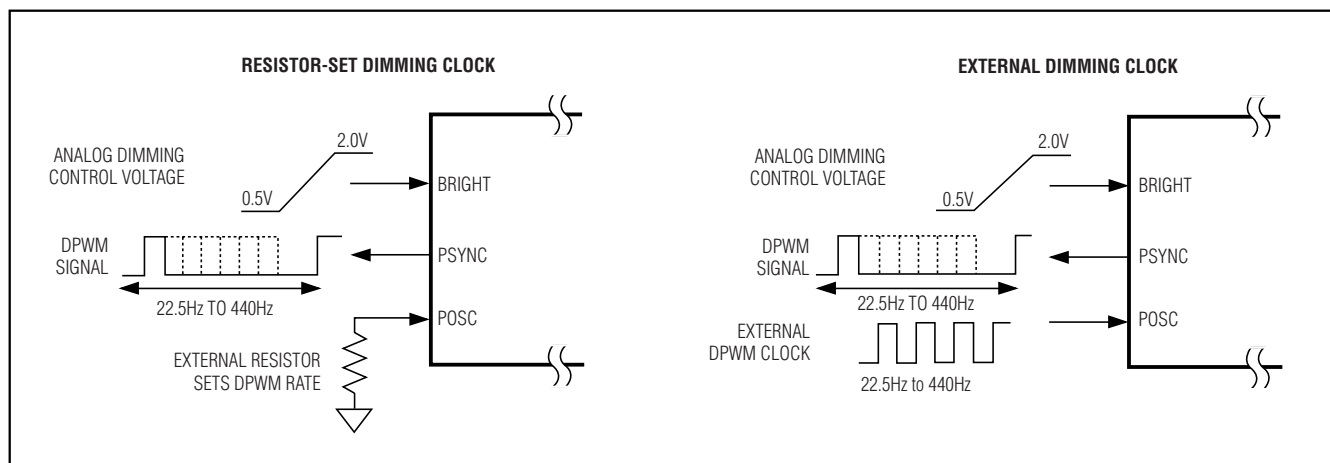 RESISTOR-SET DIMMING CLOCK
ANALOG DIMMING
CONTROL VOLTAGE
0.5V
2.0V
BRIGHT
DPWM
SIGNAL
PSYNC
22.5Hz TO 440Hz
POSC
EXTERNAL RESISTOR
SETS DPWM RATE
EXTERNAL DIMMING CLOCK
ANALOG DIMMING
CONTROL VOLTAGE
0.5V
2.0V
BRIGHT
DPWM
SIGNAL
PSYNC
22.5Hz TO 440Hz
POSC
EXTERNAL
DPWM CLOCK
22.5Hz to 440Hz